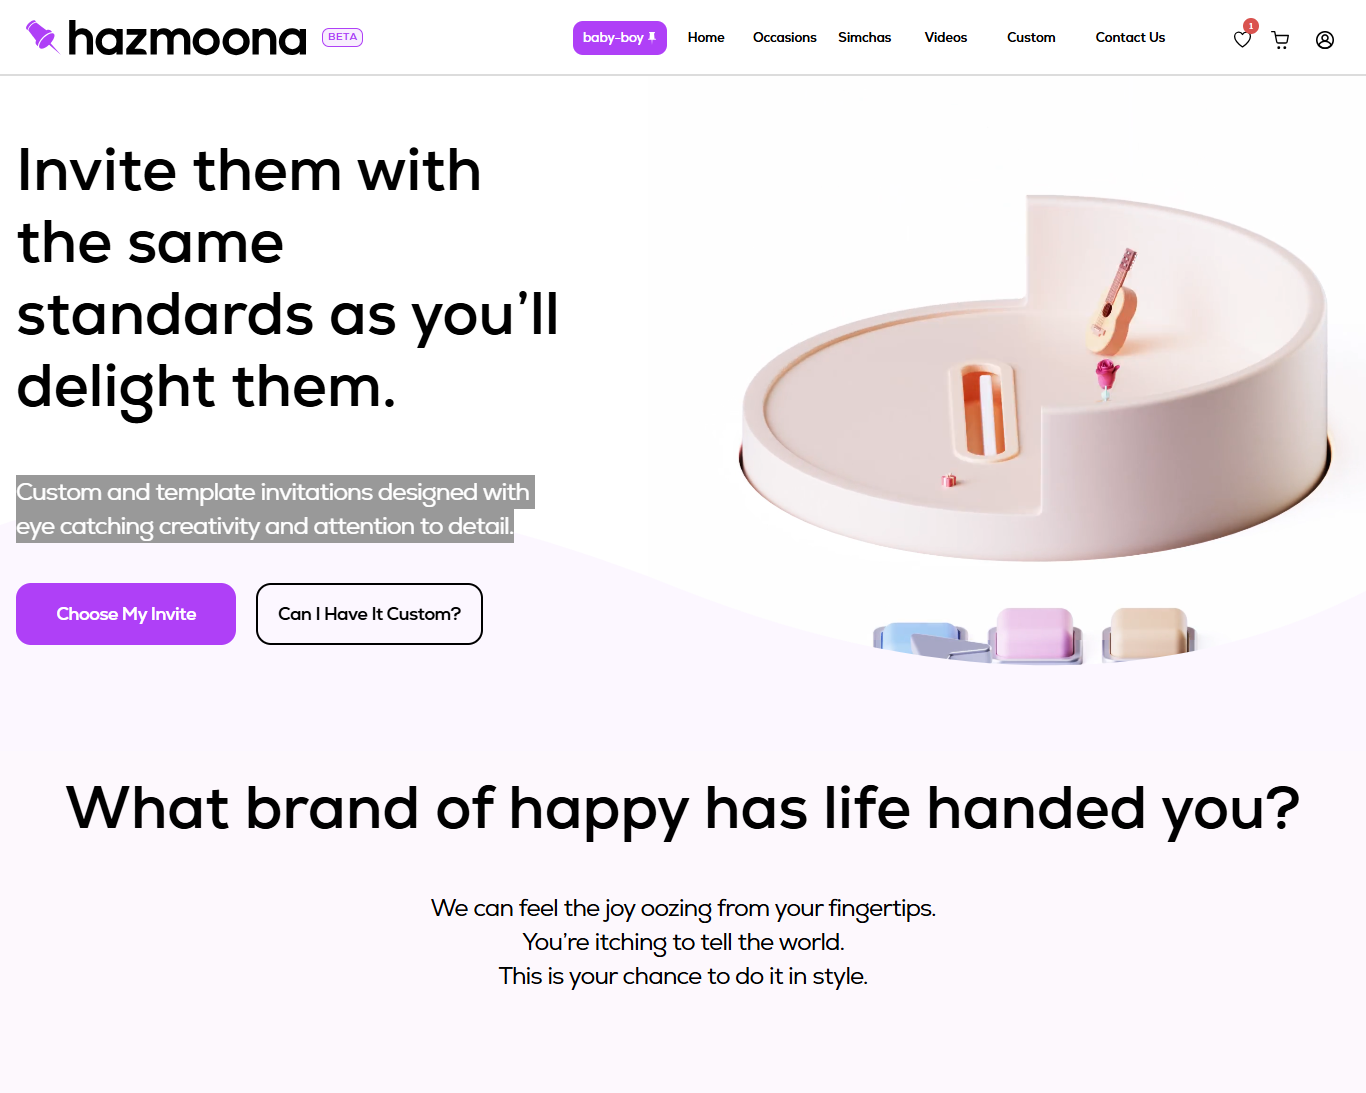 hazmoona
BETA
baby-boy
Home
Occasions
Simchas
Videos
Custom
Contact Us
1
Invite them with
the same
standards as you’ll
delight them.
Custom and template invitations designed with
eye catching creativity and attention to detail.
Choose My Invite
Can I Have It Custom?
What brand of happy has life handed you?
We can feel the joy oozing from your fingertips.
You’re itching to tell the world.
This is your chance to do it in style.